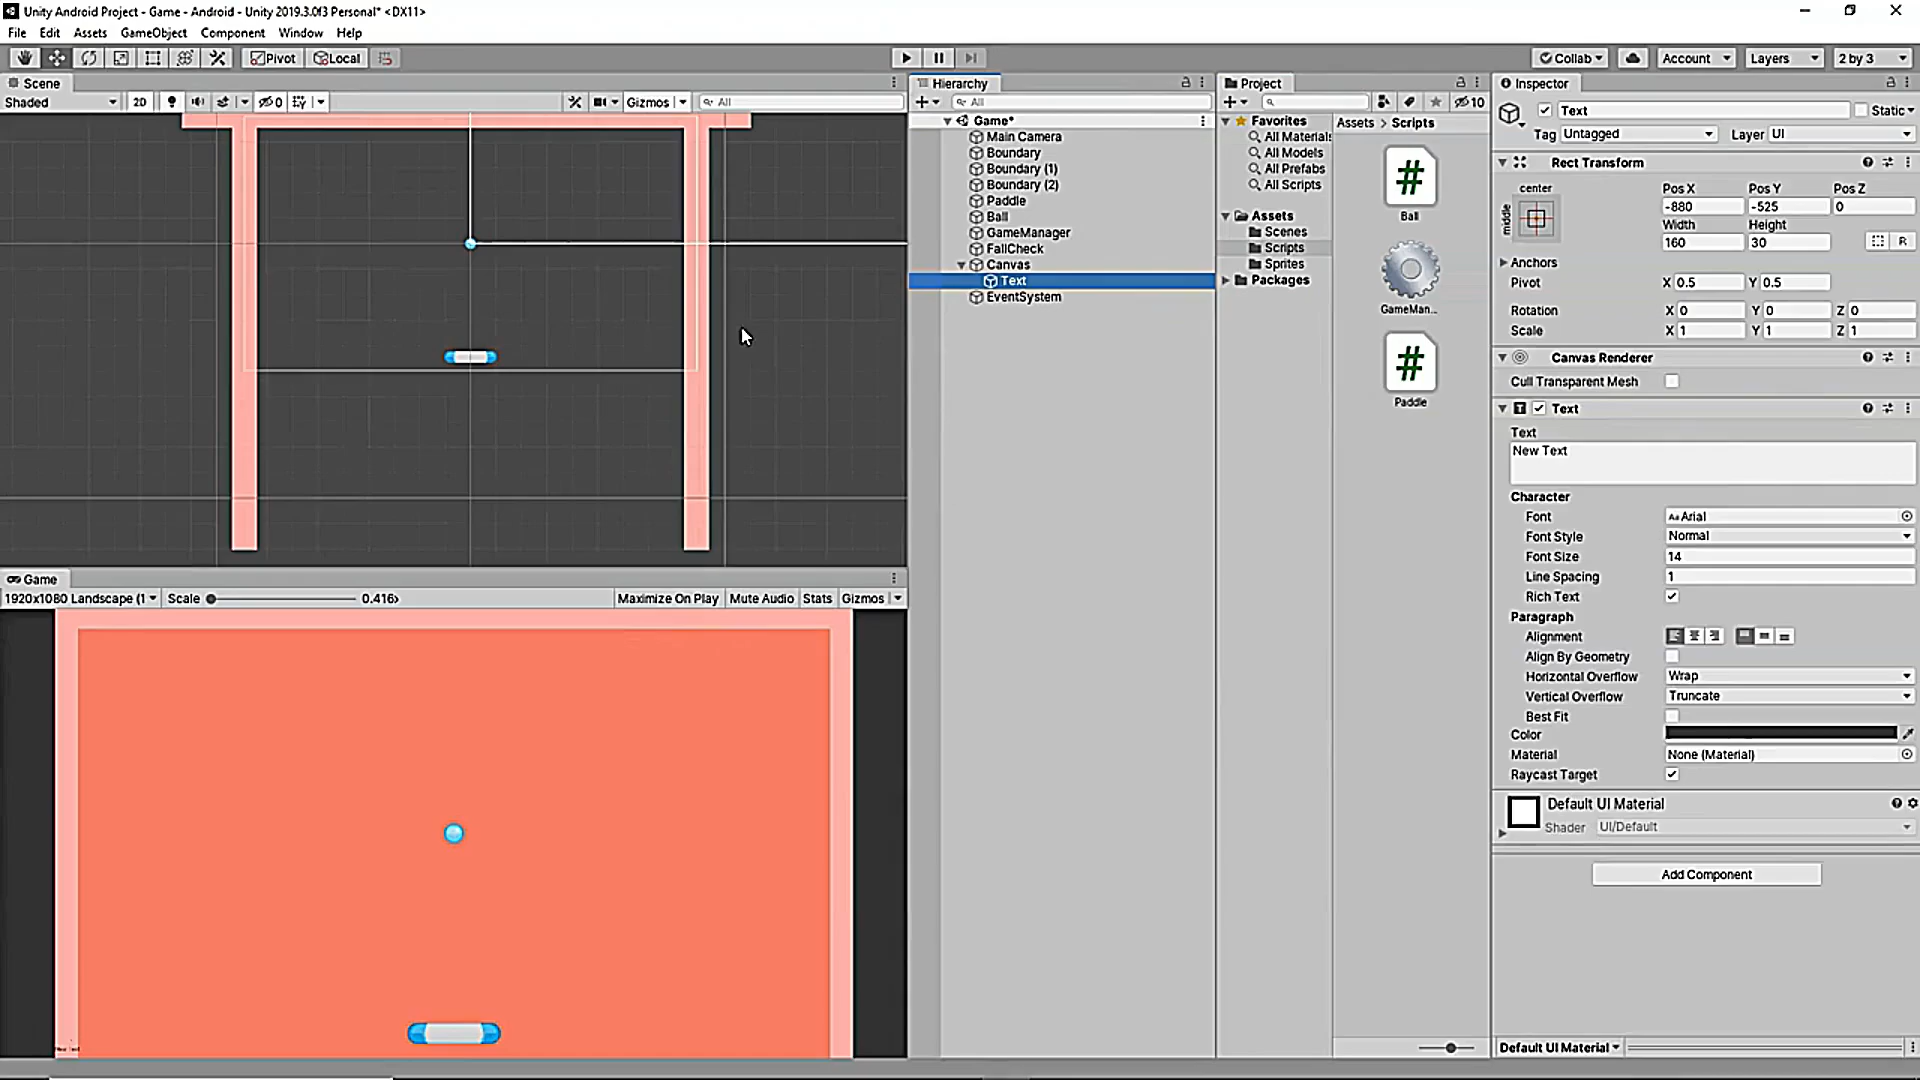 Unity Android Project - Game - Android - Unity 2019.3.0f3 Personal* <DX11>
File Edit Assets GameObject Component Window Help
Pivot Local
Collab Account Layers 2 by 3
Scene
Shaded 2D 0 Gizmos All
Hierarchy
All
Game*
Main Camera
Boundary
Boundary (1)
Boundary (2)
Paddle
Ball
GameManager
FallCheck
Canvas
Text
EventSystem
Project
10
Favorites
All Materials
All Models
All Prefabs
All Scripts
Assets
Scenes
Scripts
Sprites
Packages
Assets > Scripts
Ball
GameMan...
Paddle
Inspector
Text Static
Tag Untagged Layer UI
Rect Transform
center
middle
Pos X Pos Y Pos Z
-880 -525 0
Width Height
160 30
R
Anchors
Pivot X 0.5 Y 0.5
Rotation X 0 Y 0 Z 0
Scale X 1 Y 1 Z 1
Canvas Renderer
Cull Transparent Mesh
Text
Text
New Text
Character
Font Arial
Font Style Normal
Font Size 14
Line Spacing 1
Rich Text
Paragraph
Alignment
Align By Geometry
Horizontal Overflow Wrap
Vertical Overflow Truncate
Best Fit
Color
Material None (Material)
Raycast Target
Default UI Material
Shader UI/Default
Add Component
Default UI Material
Game
1920x1080 Landscape (1 Scale 0.416x Maximize On Play Mute Audio Stats Gizmos
New Text